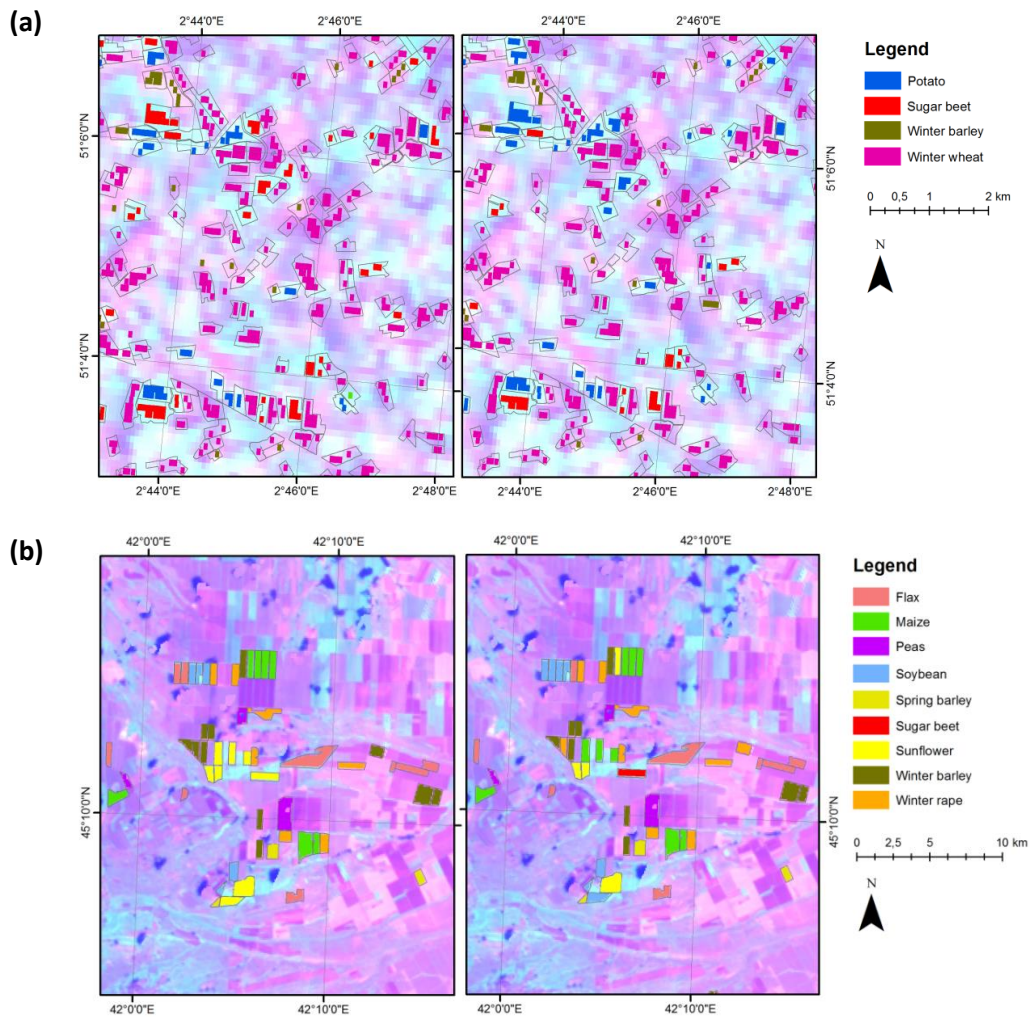 (a)
2°44'0"E
2°46'0"E
2°44'0"E
2°46'0"E
51°6'0"N
51°4'0"N
51°6'0"N
51°4'0"N
2°44'0"E
2°46'0"E
2°48'0"E
2°44'0"E
2°46'0"E
2°48'0"E
Legend
Potato
Sugar beet
Winter barley
Winter wheat
0 0,5 1 2 km
N
(b)
42°0'0"E
42°10'0"E
42°0'0"E
42°10'0"E
45°10'0"N
45°10'0"N
42°0'0"E
42°10'0"E
42°0'0"E
42°10'0"E
Legend
Flax
Maize
Peas
Soybean
Spring barley
Sugar beet
Sunflower
Winter barley
Winter rape
0 2,5 5 10 km
N